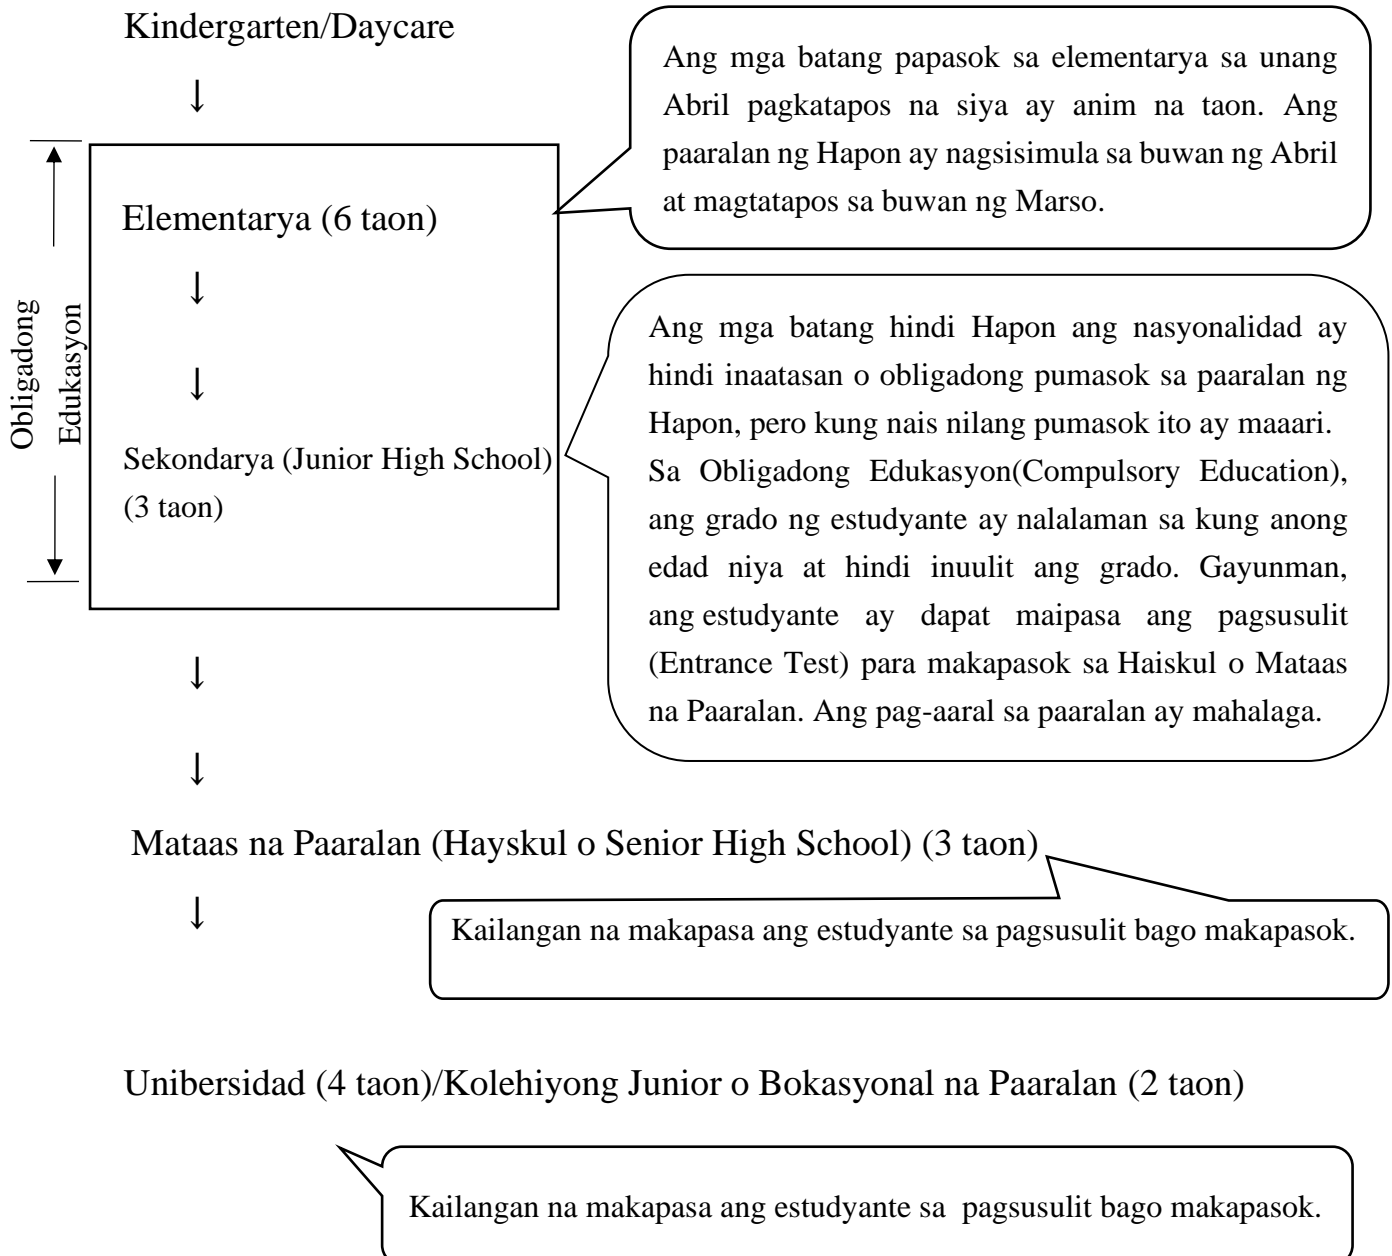 Kindergarten/Daycare
Ang mga batang papasok sa elementarya sa unang
Abril pagkatapos na siya ay anim na taon. Ang
paaralan ng Hapon ay nagsisimula sa buwan ng Abril
at magtatapos sa buwan ng Marso.
↓
Obligadong
Edukasyon
Elementarya (6 taon)
↓
↓
Sekondarya (Junior High School)
(3 taon)
Ang mga batang hindi Hapon ang nasyonalidad ay
hindi inaatasan o obligadong pumasok sa paaralan ng
Hapon, pero kung nais nilang pumasok ito ay maaari.
Sa Obligadong Edukasyon(Compulsory Education),
ang grado ng estudyante ay nalalaman sa kung anong
edad niya at hindi inuulit ang grado. Gayunman,
ang estudyante ay dapat maipasa ang pagsusulit
(Entrance Test) para makapasok sa Haiskul o Mataas
na Paaralan. Ang pag-aaral sa paaralan ay mahalaga.
↓
↓
Mataas na Paaralan (Hayskul o Senior High School) (3 taon)
↓
Kailangan na makapasa ang estudyante sa pagsusulit bago makapasok.
Unibersidad (4 taon)/Kolehiyong Junior o Bokasyonal na Paaralan (2 taon)
Kailangan na makapasa ang estudyante sa pagsusulit bago makapasok.